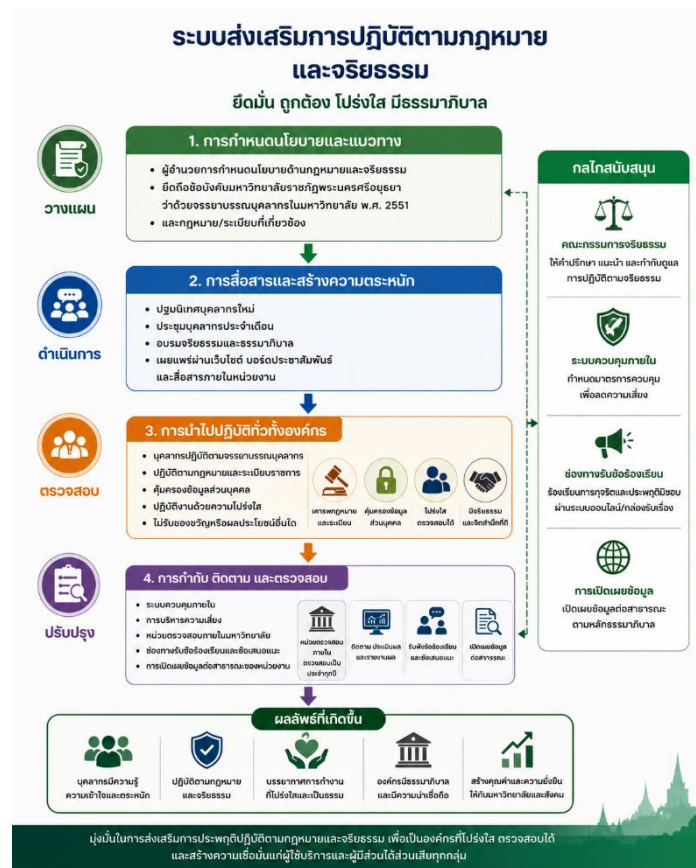 ระบบส่งเสริมการปฏิบัติตามกฎหมาย
และจริยธรรม
ยึดมั่น ถูกต้อง โปร่งใส มีธรรมาภิบาล
วางแผน
1. การกำหนดนโยบายและแนวทาง
• ผู้อำนวยการกำหนดนโยบายด้านกฎหมายและจริยธรรม
• ยึดถือข้อบังคับมหาวิทยาลัยราชภัฏพระนครศรีอยุธยา
ว่าด้วยจรรยาบรรณบุคลากรในมหาวิทยาลัย พ.ศ. 2551
• และกฎหมาย/ระเบียบที่เกี่ยวข้อง
ดำเนินการ
2. การสื่อสารและสร้างความตระหนัก
• ปฐมนิเทศบุคลากรใหม่
• ประชุมบุคลากรประจำเดือน
• อบรมจริยธรรมและธรรมาภิบาล
• เผยแพร่ผ่านเว็บไซต์ บอร์ดประชาสัมพันธ์
และสื่อสารภายในหน่วยงาน
ตรวจสอบ
3. การนำไปปฏิบัติทั่วทั้งองค์กร
• บุคลากรปฏิบัติตามจรรยาบรรณบุคลากร
• ปฏิบัติตามกฎหมายและระเบียบราชการ
• คุ้มครองข้อมูลส่วนบุคคล
• ปฏิบัติงานด้วยความโปร่งใส
• ไม่รับของขวัญหรือผลประโยชน์อื่นใด
เคารพกฎหมาย
และระเบียบ
คุ้มครองข้อมูล
ส่วนบุคคล
โปร่งใส
ตรวจสอบได้
มีจริยธรรม
และจิตสำนึกที่ดี
ปรับปรุง
4. การกำกับ ติดตาม และตรวจสอบ
• ระบบควบคุมภายใน
• การบริหารความเสี่ยง
• หน่วยตรวจสอบภายในมหาวิทยาลัย
• ช่องทางรับข้อร้องเรียนและข้อเสนอแนะ
• การเปิดเผยข้อมูลต่อสาธารณะของหน่วยงาน
หน่วยตรวจสอบ
ภายใน
ตรวจสอบเป็น
ประจำทุกปี
ติดตาม ประเมินผล
และรายงานผล
รับฟังข้อร้องเรียน
และข้อเสนอแนะ
เปิดเผยข้อมูล
ต่อสาธารณะ
กลไกสนับสนุน
คณะกรรมการจริยธรรม
ให้คำปรึกษา แนะนำ และกำกับดูแล
การปฏิบัติตามจริยธรรม
ระบบควบคุมภายใน
กำหนดมาตรการควบคุม
เพื่อลดความเสี่ยง
ช่องทางรับข้อร้องเรียน
ร้องเรียนการทุจริตและประพฤติมิชอบ
ผ่านระบบออนไลน์/กล่องรับเรื่อง
การเปิดเผยข้อมูล
เปิดเผยข้อมูลต่อสาธารณะ
ตามหลักธรรมาภิบาล
ผลลัพธ์ที่เกิดขึ้น
บุคลากรมีความรู้
ความเข้าใจและตระหนัก
ปฏิบัติตามกฎหมาย
และจริยธรรม
บรรยากาศการทำงาน
ที่โปร่งใสและเป็นธรรม
องค์กรมีธรรมาภิบาล
และมีความน่าเชื่อถือ
สร้างคุณค่าและความยั่งยืน
ให้กับมหาวิทยาลัยและสังคม
มุ่งมั่นในการส่งเสริมการประพฤติปฏิบัติตามกฎหมายและจริยธรรม เพื่อเป็นองค์กรที่โปร่งใส ตรวจสอบได้
และสร้างความเชื่อมั่นแก่ผู้ใช้บริการและผู้มีส่วนได้ส่วนเสียทุกกลุ่ม